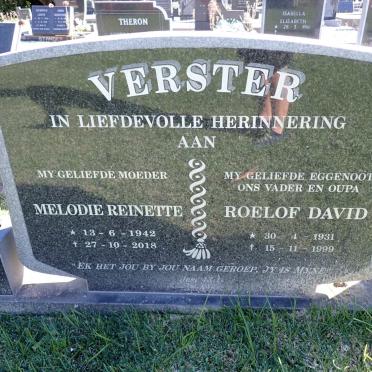 THERON
ISABELLA
ELIZABETH
VERSTER
IN LIEFDEVOLLE HERINNERING
AAN
MY GELIEFDE MOEDER
MELODIE REINETTE
* 13 - 6 - 1942
† 27 - 10 - 2018
MY GELIEFDE EGGENOOT
ONS VADER EN OUPA
ROELOF DAVID
* 30 - 4 - 1931
† 15 - 11 - 1999
"EK HET JOU BY JOU NAAM GEROEP, JY IS MYNE"